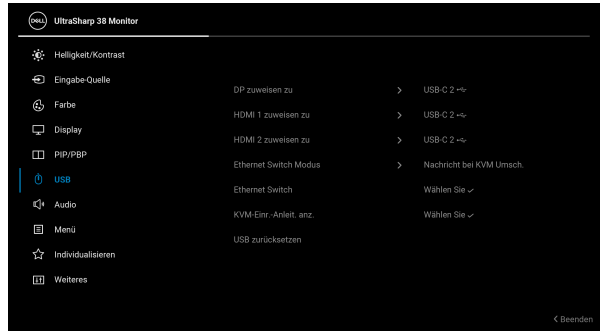 DELL UltraSharp 38 Monitor
Helligkeit/Kontrast
Eingabe-Quelle
Farbe
Display
PIP/PBP
USB
Audio
Menü
Individualisieren
Weiteres
DP zuweisen zu > USB-C 2
HDMI 1 zuweisen zu > USB-C 2
HDMI 2 zuweisen zu > USB-C 2
Ethernet Switch Modus > Nachricht bei KVM Umsch.
Ethernet Switch Wählen Sie ✓
KVM-Einr.-Anleit. anz. Wählen Sie ✓
USB zurücksetzen
< Beenden